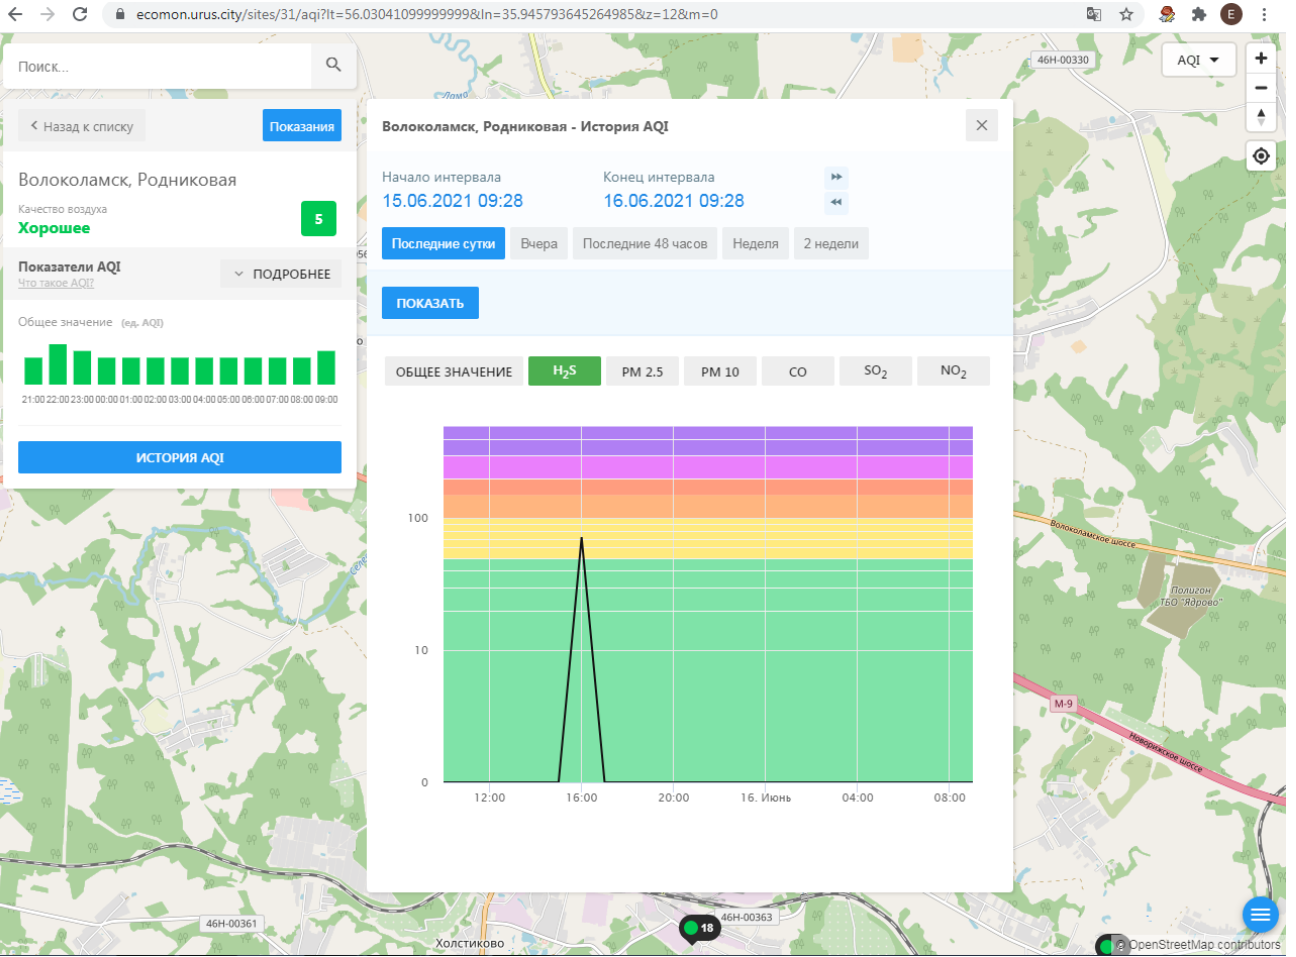 ecomon.urus.city/sites/31/aqi?lt=56.03041099999999&ln=35.945793645264985&z=12&m=0
E
Поиск...
Лама
46Н-00330
AQI
Назад к списку
Показания
Волоколамск, Родниковая
Качество воздуха
Хорошее
5
Показатели AQI
Что такое AQI?
ПОДРОБНЕЕ
Общее значение (ед. AQI)
21:00 22:00 23:00 00:00 01:00 02:00 03:00 04:00 05:00 06:00 07:00 08:00 09:00
ИСТОРИЯ AQI
Волоколамск, Родниковая - История AQI
Начало интервала
Конец интервала
15.06.2021 09:28
16.06.2021 09:28
Последние сутки
Вчера
Последние 48 часов
Неделя
2 недели
ПОКАЗАТЬ
ОБЩЕЕ ЗНАЧЕНИЕ
H2S
PM 2.5
PM 10
CO
SO2
NO2
100
10
0
12:00
16:00
20:00
16. Июнь
04:00
08:00
Волоколамское шоссе
Полигон
ТБО "Ядрово"
М-9
Новорижское шоссе
46Н-00361
Холстиково
18
46Н-00363
OpenStreetMap contributors